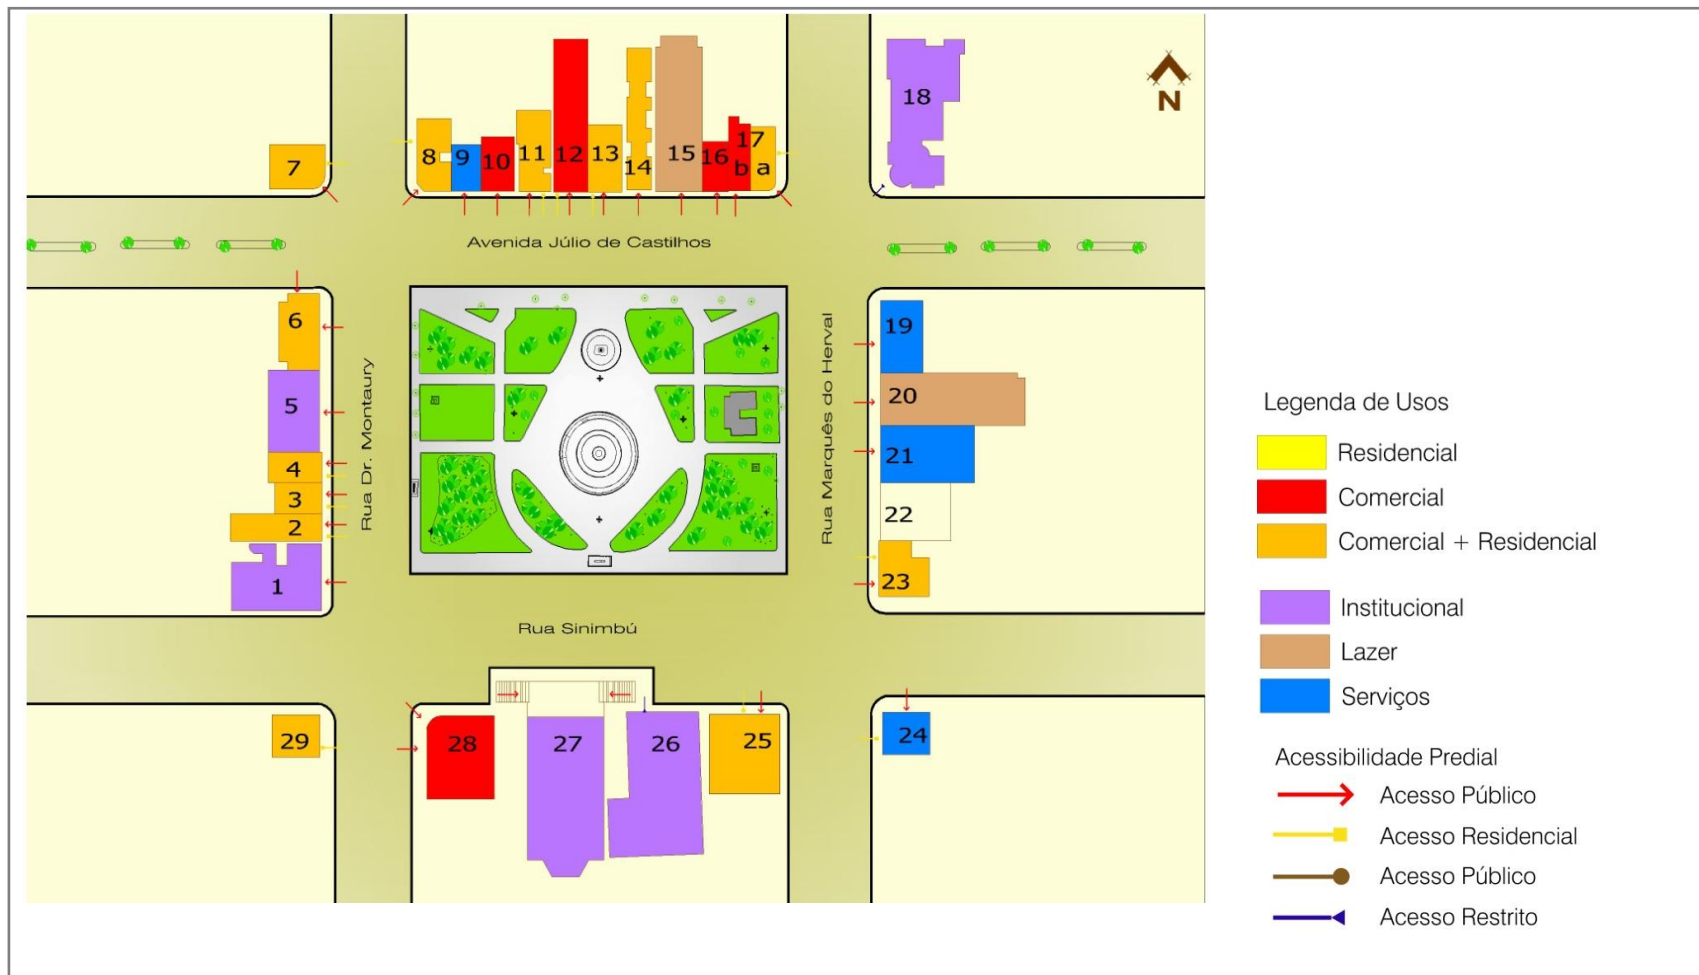 18
N
17
7
8
9
10
11
12
13
14
15
16
b
a
Avenida Júlio de Castilhos
6
5
4
3
2
1
Rua Dr. Montaury
Rua Marquês do Herval
19
20
21
22
23
Rua Sinimbú
29
28
27
26
25
24
Legenda de Usos
Residencial
Comercial
Comercial + Residencial
Institucional
Lazer
Serviços
Acessibilidade Predial
Acesso Público
Acesso Residencial
Acesso Público
Acesso Restrito